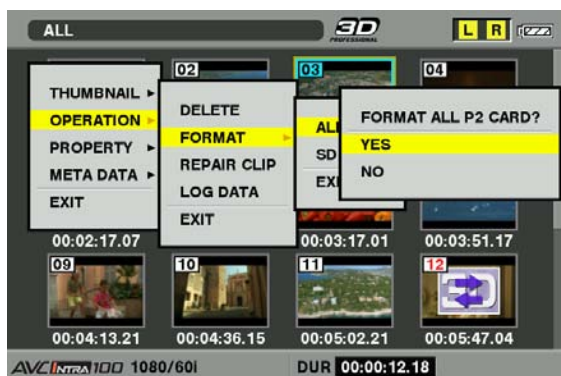 ALL
3D
PROFESSIONAL
L R
THUMBNAIL
OPERATION
PROPERTY
META DATA
EXIT
DELETE
FORMAT
REPAIR CLIP
LOG DATA
EXIT
SD
FORMAT ALL P2 CARD?
YES
NO
02
03
04
00:02:17.07
00:03:17.01
00:03:51.17
09
10
11
12
00:04:13.21
00:04:36.15
00:05:02.21
00:05:47.04
AVC INTRA 100 1080/60i
DUR 00:00:12.18